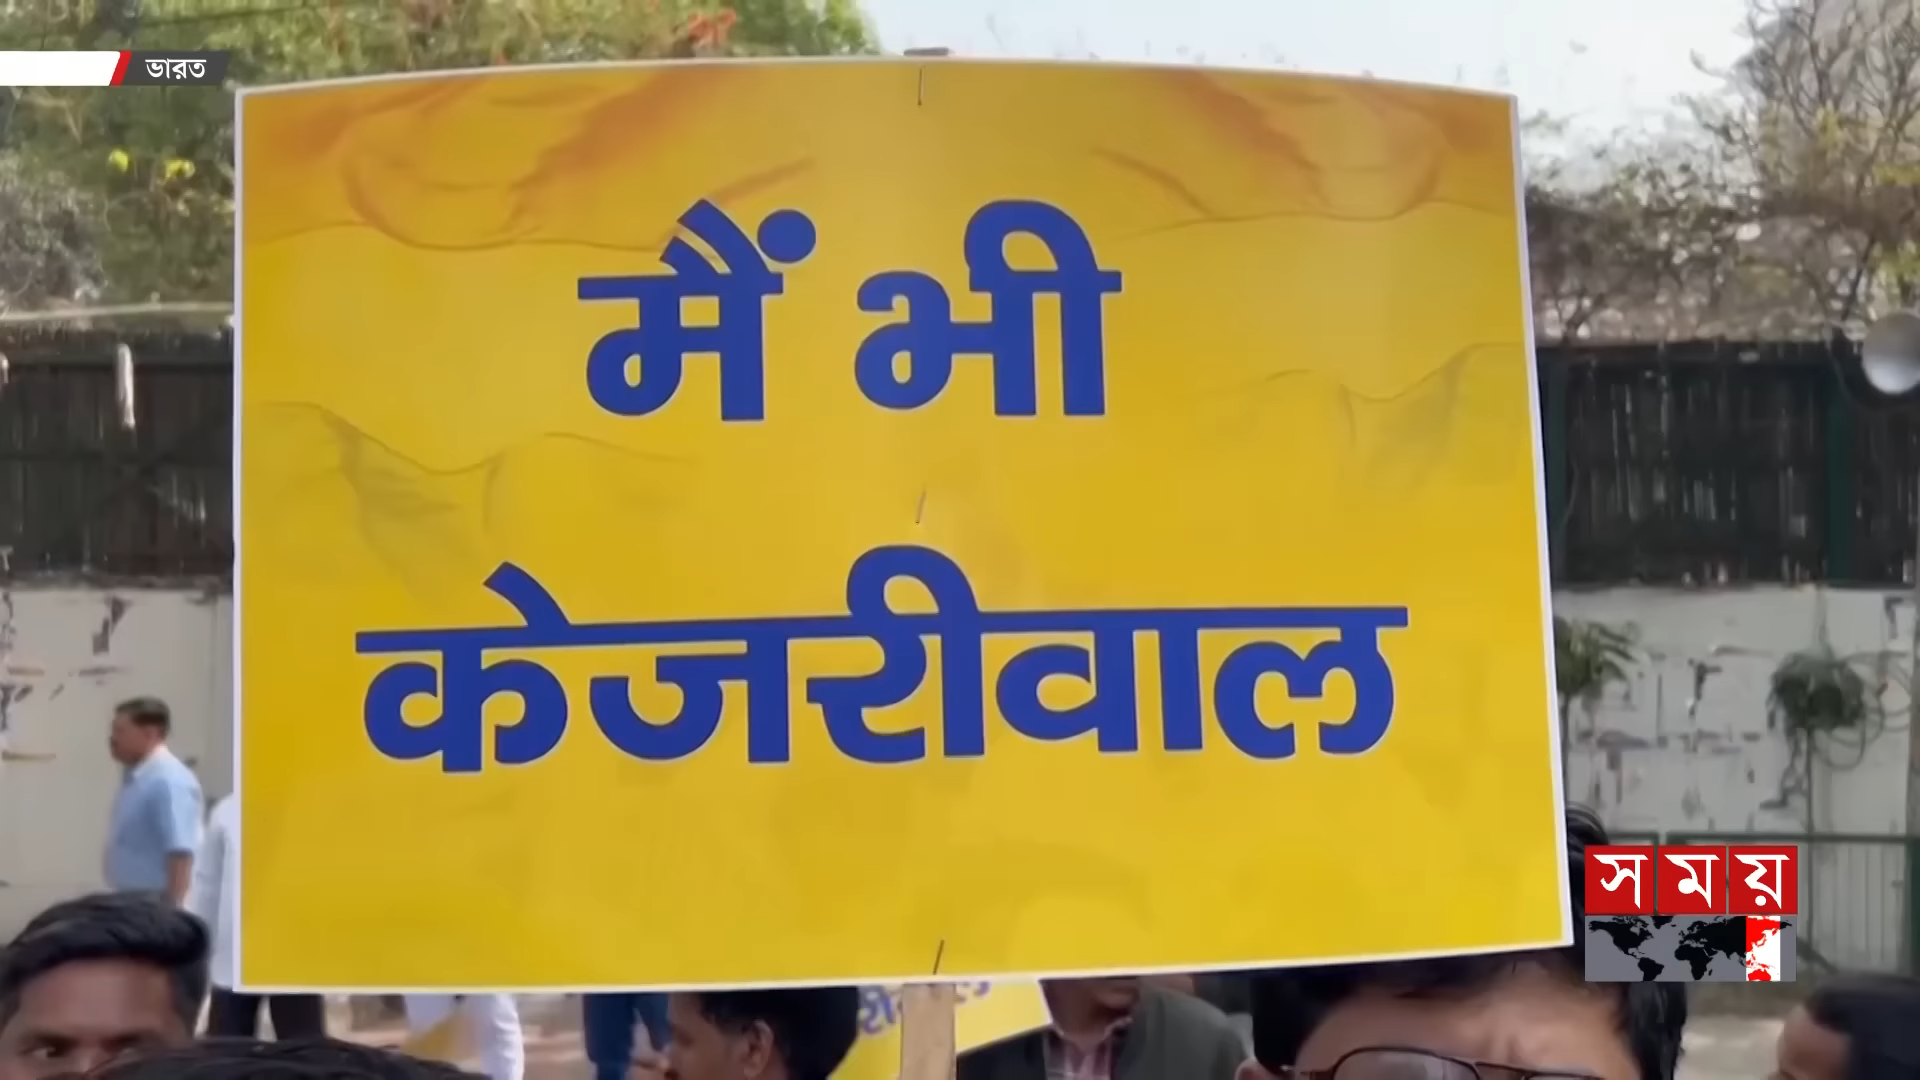 ভারত
मैं भी
केजरीवाल
সময়